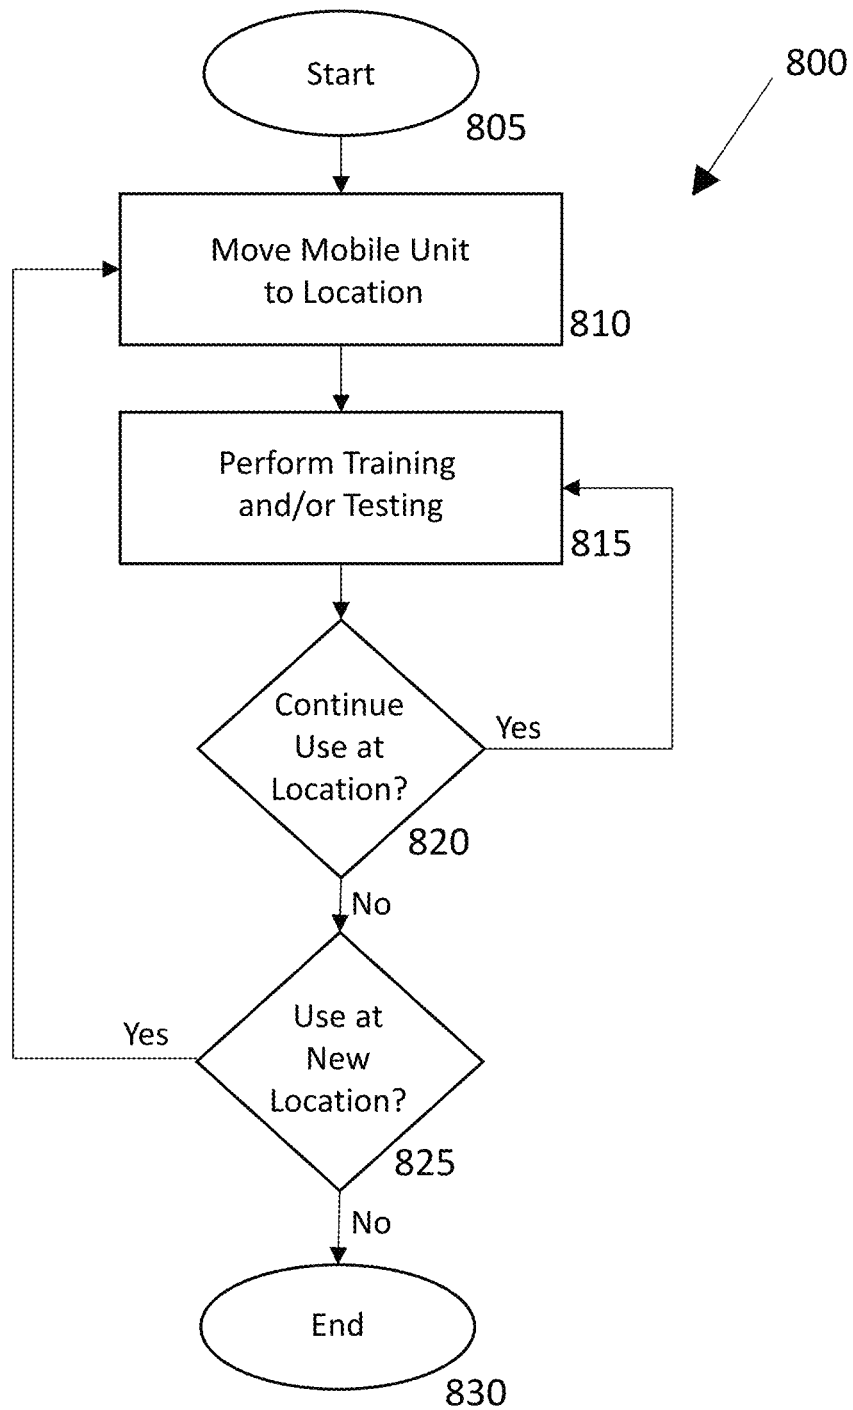 800
Start
805
Move Mobile Unit
to Location
810
Perform Training
and/or Testing
815
Continue
Use at
Location?
Yes
820
No
Use at
New
Location?
Yes
825
No
End
830